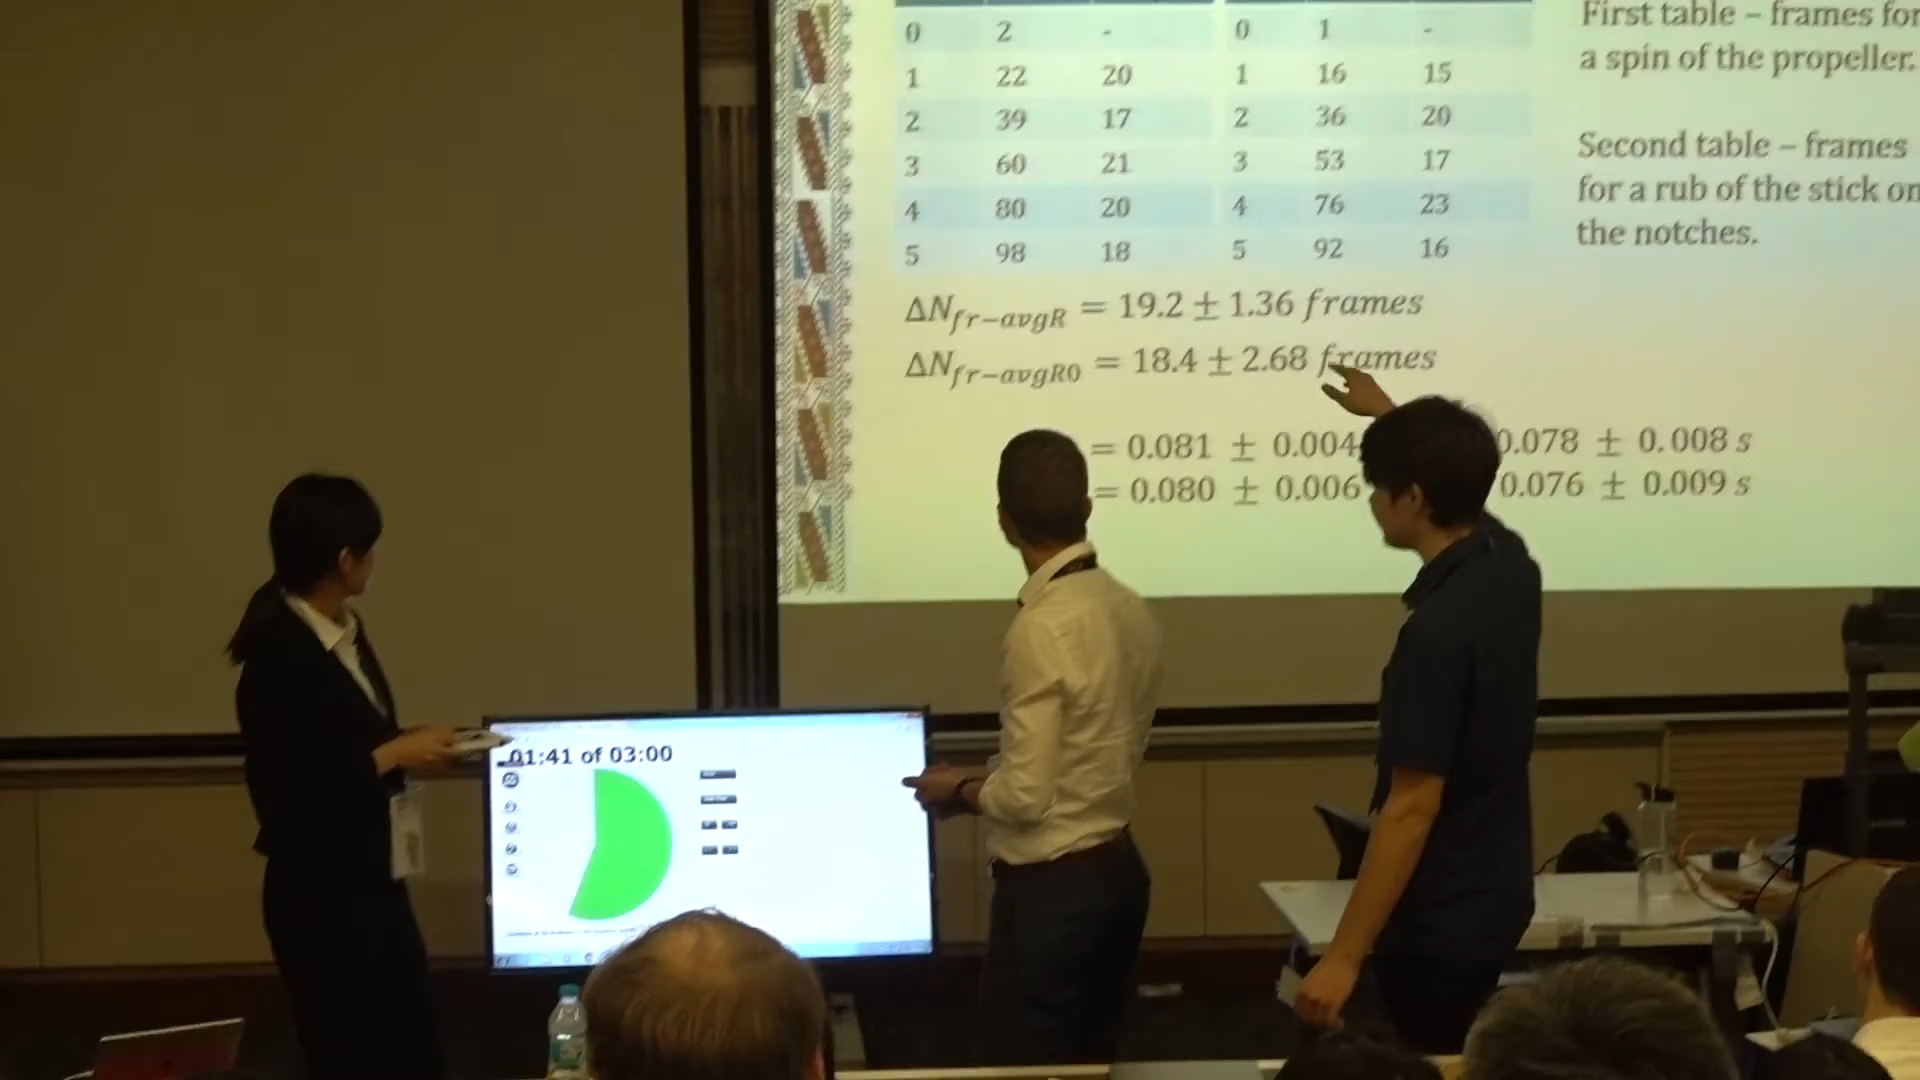 0 2 - 0 1 -
1 22 20 1 16 15
2 39 17 2 36 20
3 60 21 3 53 17
4 80 20 4 76 23
5 98 18 5 92 16
First table – frames for
a spin of the propeller.
Second table – frames
for a rub of the stick on
the notches.
ΔN_fr−avgR = 19.2 ± 1.36 frames
ΔN_fr−avgR0 = 18.4 ± 2.68 frames
= 0.081 ± 0.004 0.078 ± 0.008 s
= 0.080 ± 0.006 0.076 ± 0.009 s
01:41 of 03:00